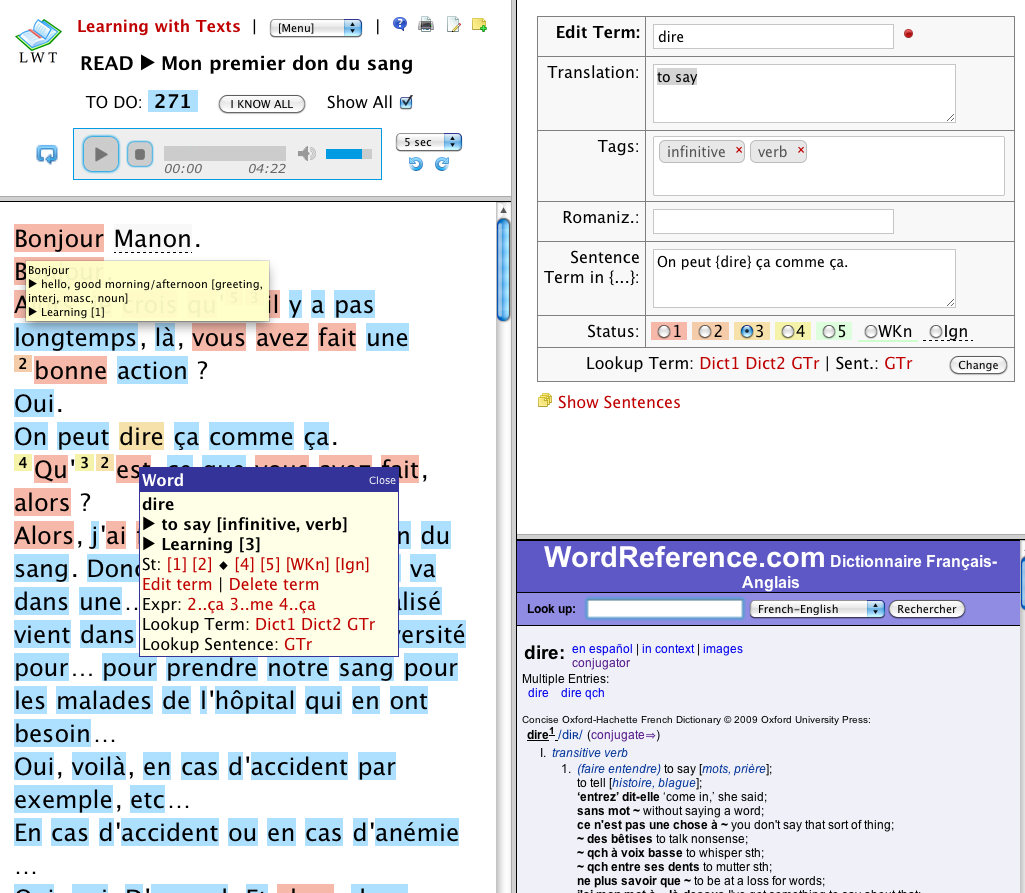 LWT
Learning with Texts | [Menu] |
READ ▶ Mon premier don du sang
TO DO: 271 I KNOW ALL Show All
5 sec
00:00 04:22
Bonjour Manon.
Bonjour
▶ hello, good morning/afternoon [greeting,
interj, masc, noun]
▶ Learning [1]
crois qu' il y a pas
longtemps, là, vous avez fait une
2 bonne action ?
Oui.
On peut dire ça comme ça.
4 Qu' 3 2 est ce que vous avez fait,
alors ?
Word Close
dire
▶ to say [infinitive, verb]
▶ Learning [3]
St: [1] [2] ◆ [4] [5] [WKn] [Ign]
Edit term | Delete term
Expr: 2..ça 3..me 4..ça
Lookup Term: Dict1 Dict2 GTr
Lookup Sentence: GTr
Alors, j'ai du
sang. Donc va
dans une…
vient dans
pour… pour prendre notre sang pour
les malades de l'hôpital qui en ont
besoin…
Oui, voilà, en cas d'accident par
exemple, etc…
En cas d'accident ou en cas d'anémie
…
Edit Term: dire
Translation: to say
Tags: infinitive × verb ×
Romaniz.:
Sentence
Term in {...}: On peut {dire} ça comme ça.
Status: 1 2 3 4 5 WKn Ign
Lookup Term: Dict1 Dict2 GTr | Sent.: GTr Change
Show Sentences
WordReference.com Dictionnaire Français-
Anglais
Look up: French-English Rechercher
dire: en español | in context | images
conjugator
Multiple Entries:
dire dire qch
Concise Oxford-Hachette French Dictionary © 2009 Oxford University Press:
dire1 /diʀ/ (conjugate⇒)
I. transitive verb
1. (faire entendre) to say [mots, prière];
to tell [histoire, blague];
‘entrez’ dit-elle ‘come in,’ she said;
sans mot ~ without saying a word;
ce n'est pas une chose à ~ you don't say that sort of thing;
~ des bêtises to talk nonsense;
~ qch à voix basse to whisper sth;
~ qch entre ses dents to mutter sth;
ne plus savoir que ~ to be at a loss for words;